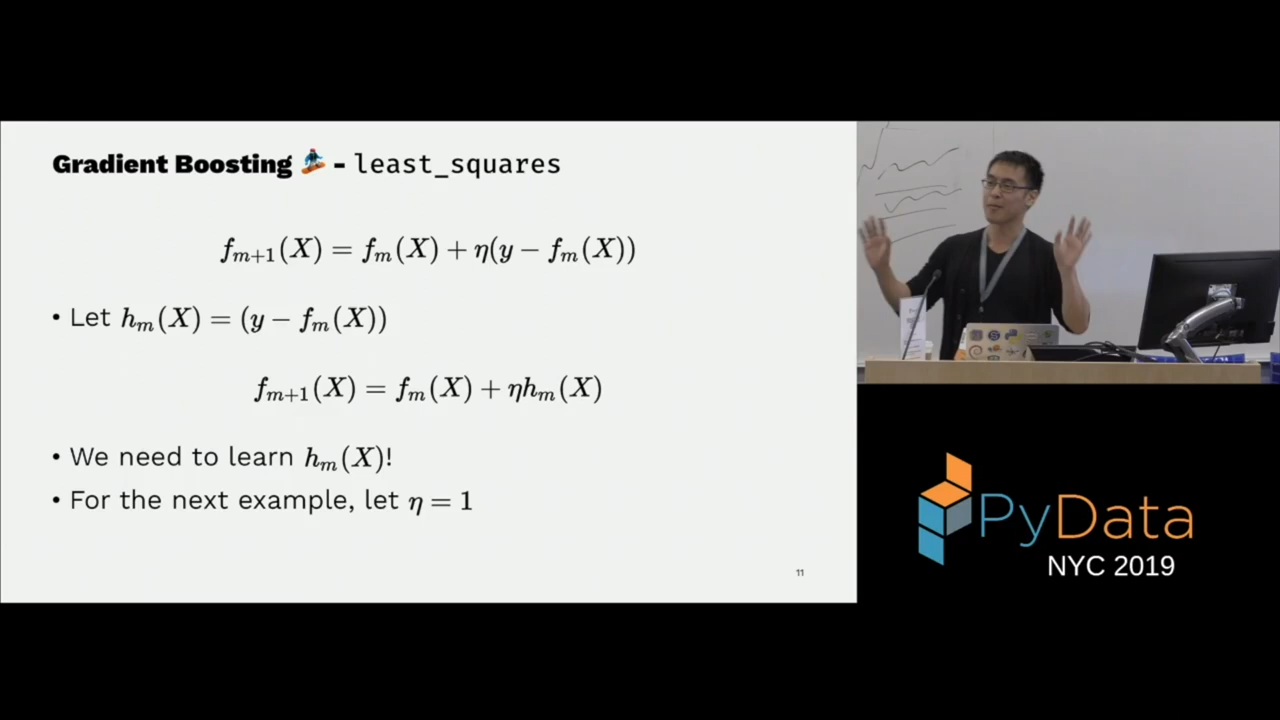 Gradient Boosting 🏂 - least_squares
fₘ₊₁(X) = fₘ(X) + η(y − fₘ(X))
• Let hₘ(X) = (y − fₘ(X))
fₘ₊₁(X) = fₘ(X) + ηhₘ(X)
• We need to learn hₘ(X)!
• For the next example, let η = 1
11
PyData
NYC 2019